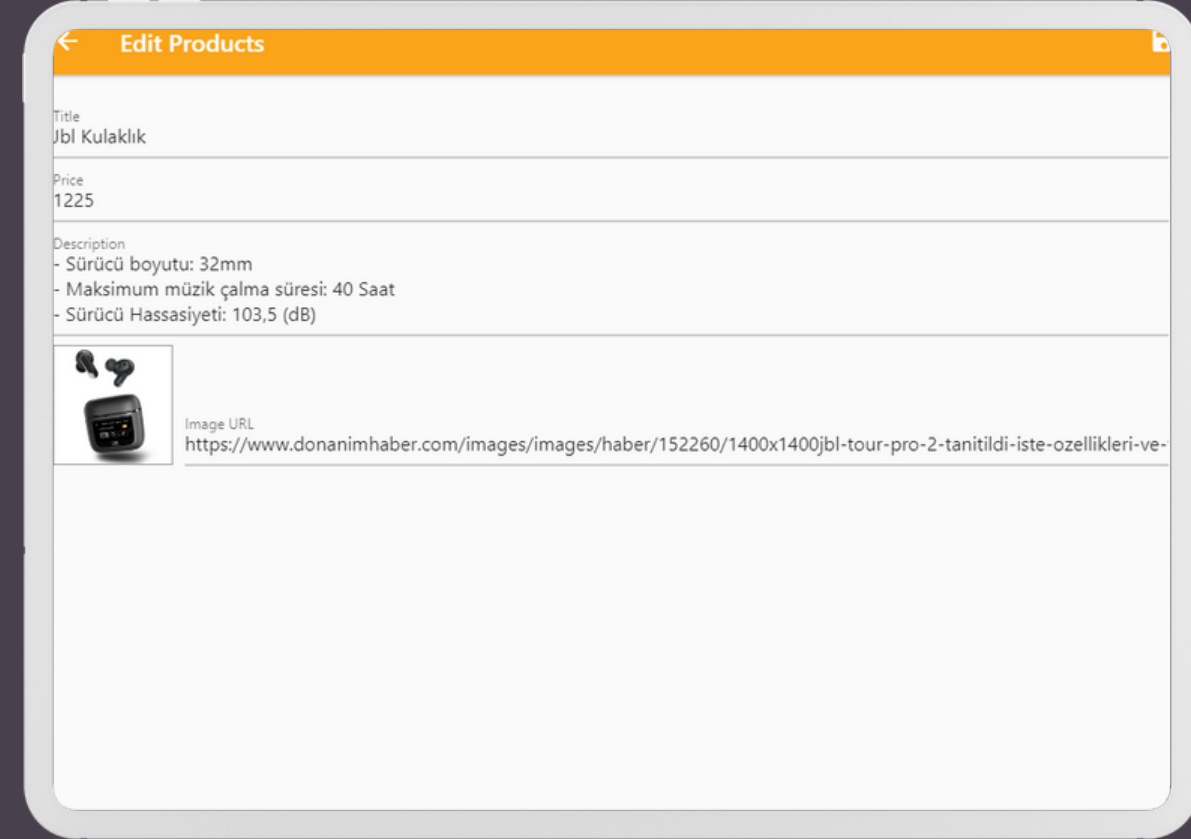 Edit Products
Title
Jbl Kulaklık
Price
1225
Description
- Sürücü boyutu: 32mm
- Maksimum müzik çalma süresi: 40 Saat
- Sürücü Hassasiyeti: 103,5 (dB)
Image URL
https://www.donanimhaber.com/images/images/haber/152260/1400x1400jbl-tour-pro-2-tanitildi-iste-ozellikleri-ve-